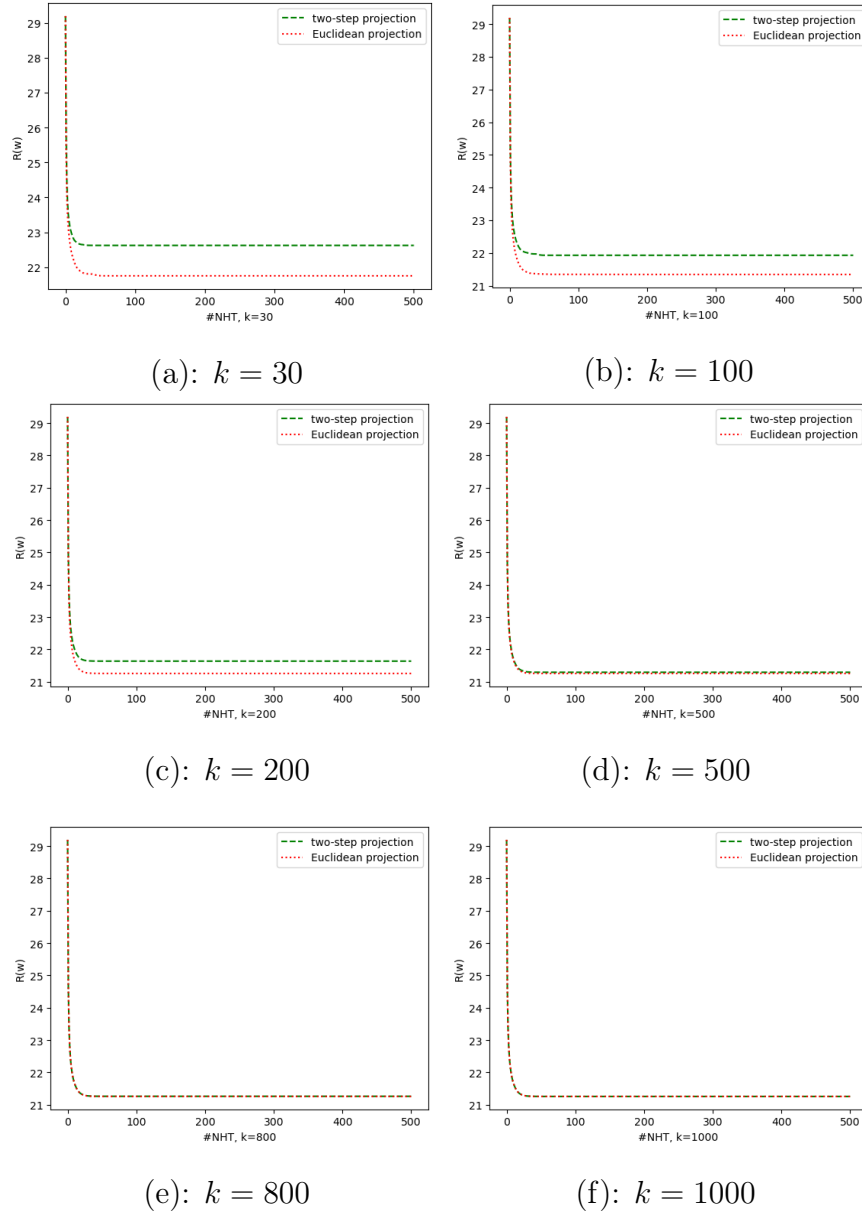 two-step projection
Euclidean projection
29
28
27
26
25
24
23
22
R(w)
0 100 200 300 400 500
#NHT, k=30
(a): k = 30
two-step projection
Euclidean projection
29
28
27
26
25
24
23
22
21
R(w)
0 100 200 300 400 500
#NHT, k=100
(b): k = 100
two-step projection
Euclidean projection
29
28
27
26
25
24
23
22
21
R(w)
0 100 200 300 400 500
#NHT, k=200
(c): k = 200
two-step projection
Euclidean projection
29
28
27
26
25
24
23
22
21
R(w)
0 100 200 300 400 500
#NHT, k=500
(d): k = 500
two-step projection
Euclidean projection
29
28
27
26
25
24
23
22
21
R(w)
0 100 200 300 400 500
#NHT, k=800
(e): k = 800
two-step projection
Euclidean projection
29
28
27
26
25
24
23
22
21
R(w)
0 100 200 300 400 500
#NHT, k=1000
(f): k = 1000